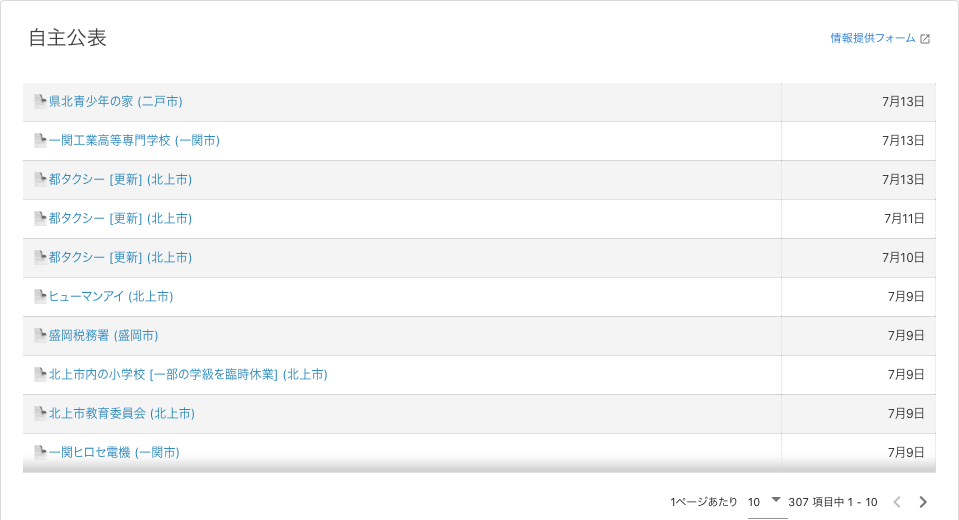 自主公表
情報提供フォーム
県北青少年の家 (二戸市) 7月13日
一関工業高等専門学校 (一関市) 7月13日
都タクシー [更新] (北上市) 7月13日
都タクシー [更新] (北上市) 7月11日
都タクシー [更新] (北上市) 7月10日
ヒューマンアイ (北上市) 7月9日
盛岡税務署 (盛岡市) 7月9日
北上市内の小学校 [一部の学級を臨時休業] (北上市) 7月9日
北上市教育委員会 (北上市) 7月9日
一関ヒロセ電機 (一関市) 7月9日
1ページあたり 10 307 項目中 1 - 10